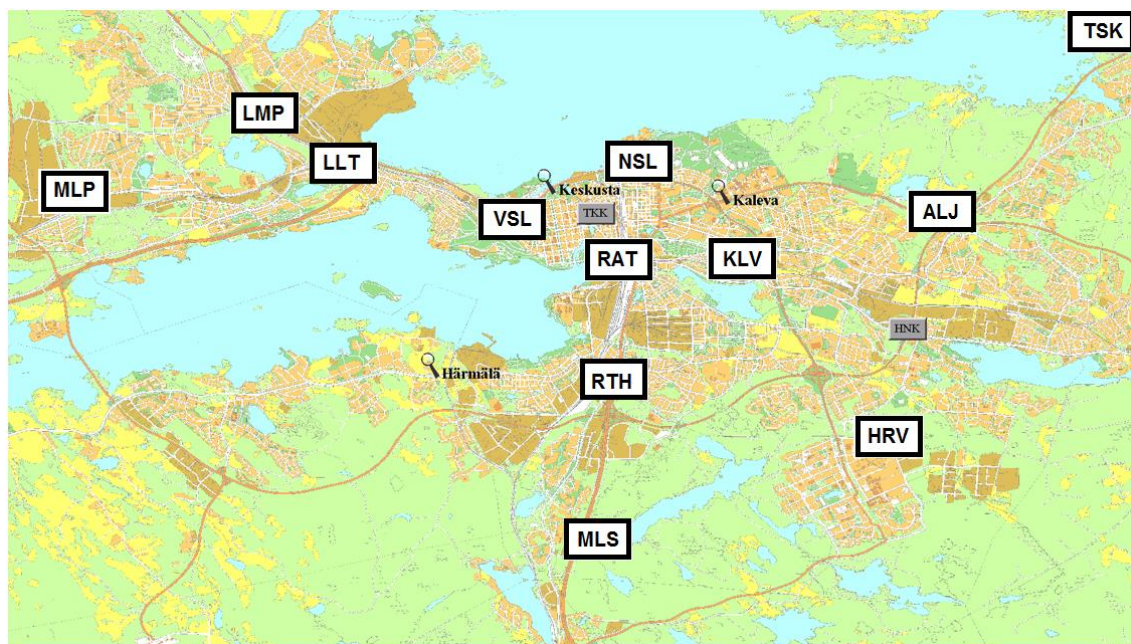 TSK
LMP
LLT
NSL
MLP
Keskusta
Kaleva
VSL
TKK
ALJ
RAT
KLV
HNK
Härmälä
RTH
HRV
MLS